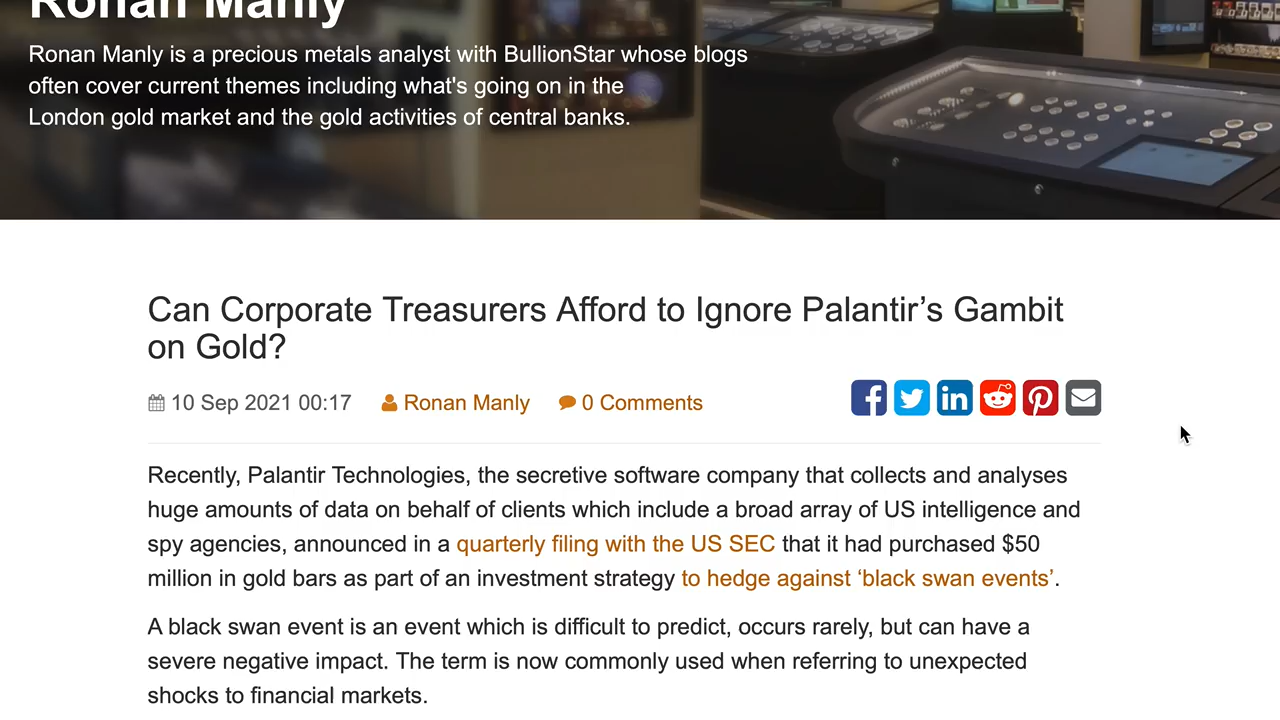 Ronan Manly
Ronan Manly is a precious metals analyst with BullionStar whose blogs
often cover current themes including what's going on in the
London gold market and the gold activities of central banks.
Can Corporate Treasurers Afford to Ignore Palantir’s Gambit
on Gold?
10 Sep 2021 00:17 Ronan Manly 0 Comments
Recently, Palantir Technologies, the secretive software company that collects and analyses
huge amounts of data on behalf of clients which include a broad array of US intelligence and
spy agencies, announced in a quarterly filing with the US SEC that it had purchased $50
million in gold bars as part of an investment strategy to hedge against ‘black swan events’.
A black swan event is an event which is difficult to predict, occurs rarely, but can have a
severe negative impact. The term is now commonly used when referring to unexpected
shocks to financial markets.